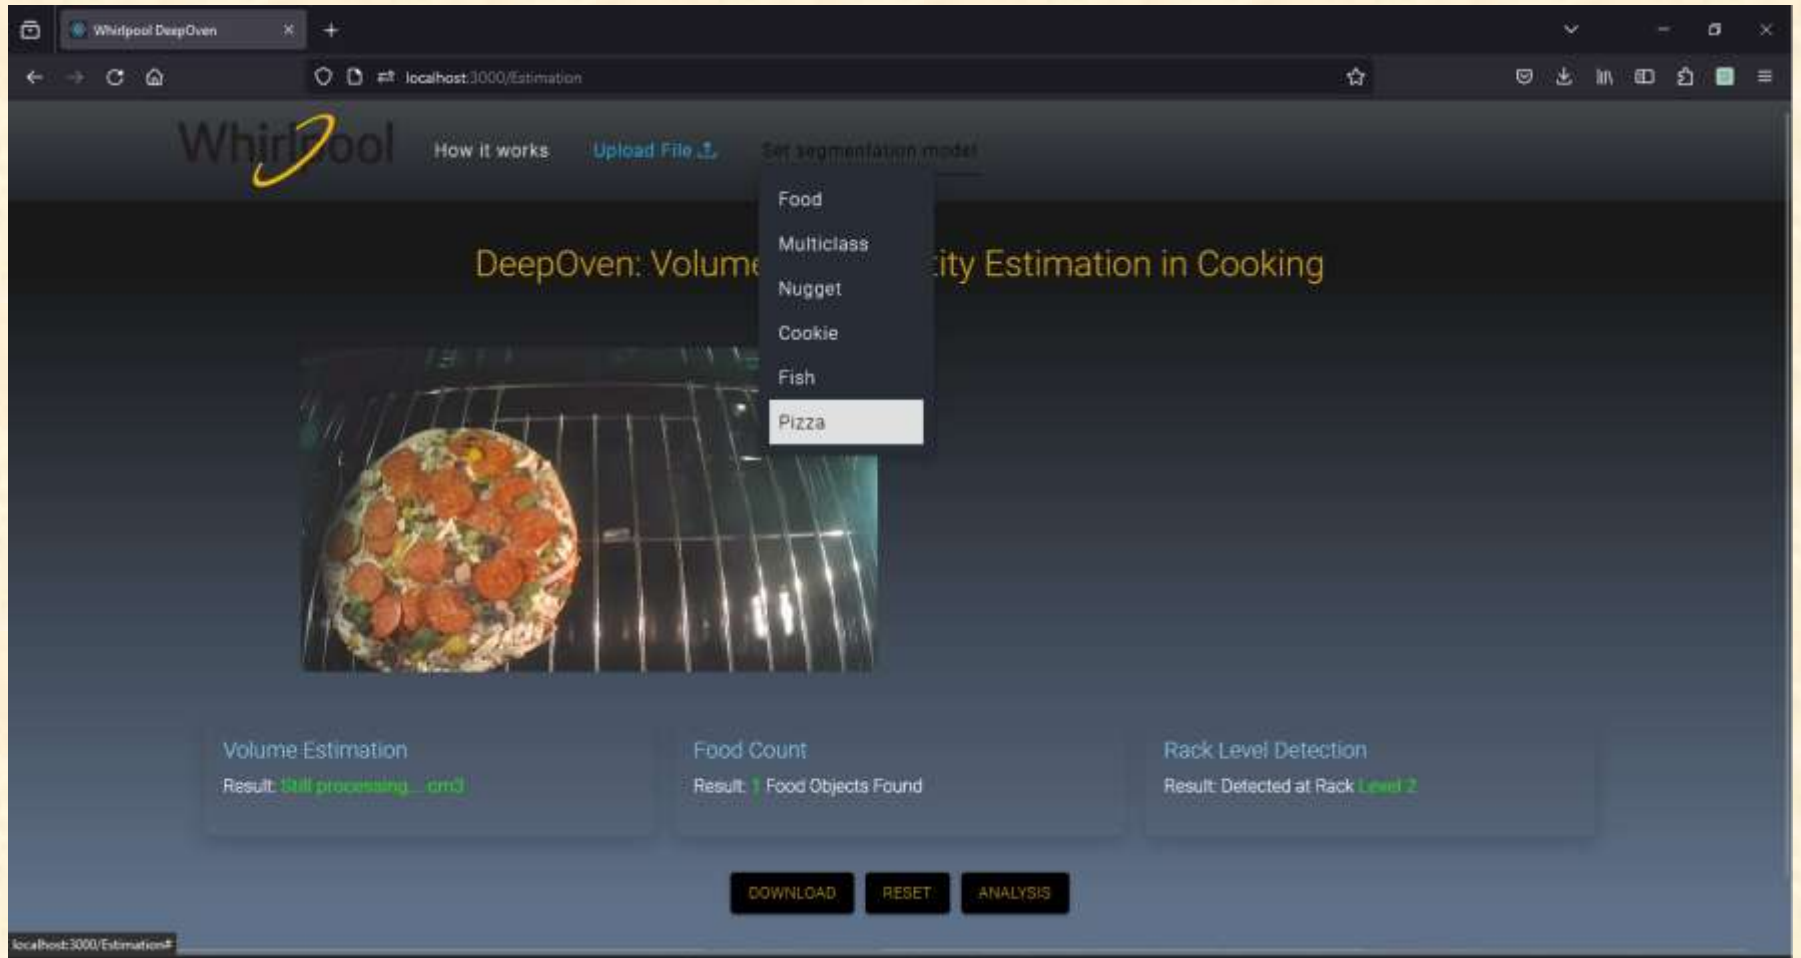 Whirlpool DeepOven
localhost:3000/Estimation
Whirlpool
How it works
Upload File
Set segmentation model
Food
Multiclass
Nugget
Cookie
Fish
Pizza
DeepOven: Volume ity Estimation in Cooking
Volume Estimation
Result: Still processing... cm3
Food Count
Result: 1 Food Objects Found
Rack Level Detection
Result: Detected at Rack Level 2
DOWNLOAD
RESET
ANALYSIS
localhost:3000/Estimation#